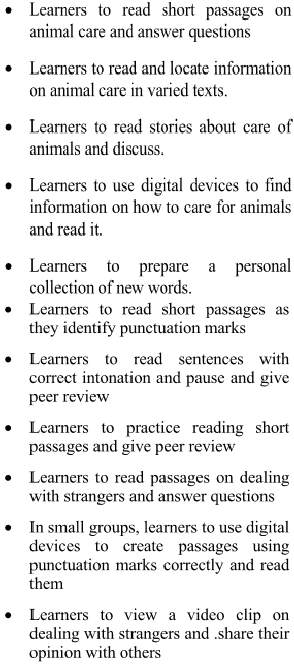 • Learners to read short passages on
animal care and answer questions
• Learners to read and locate information
on animal care in varied texts.
• Learners to read stories about care of
animals and discuss.
• Learners to use digital devices to find
information on how to care for animals
and read it.
• Learners to prepare a personal
collection of new words.
• Learners to read short passages as
they identify punctuation marks
• Learners to read sentences with
correct intonation and pause and give
peer review
• Learners to practice reading short
passages and give peer review
• Learners to read passages on dealing
with strangers and answer questions
• In small groups, learners to use digital
devices to create passages using
punctuation marks correctly and read
them
• Learners to view a video clip on
dealing with strangers and .share their
opinion with others